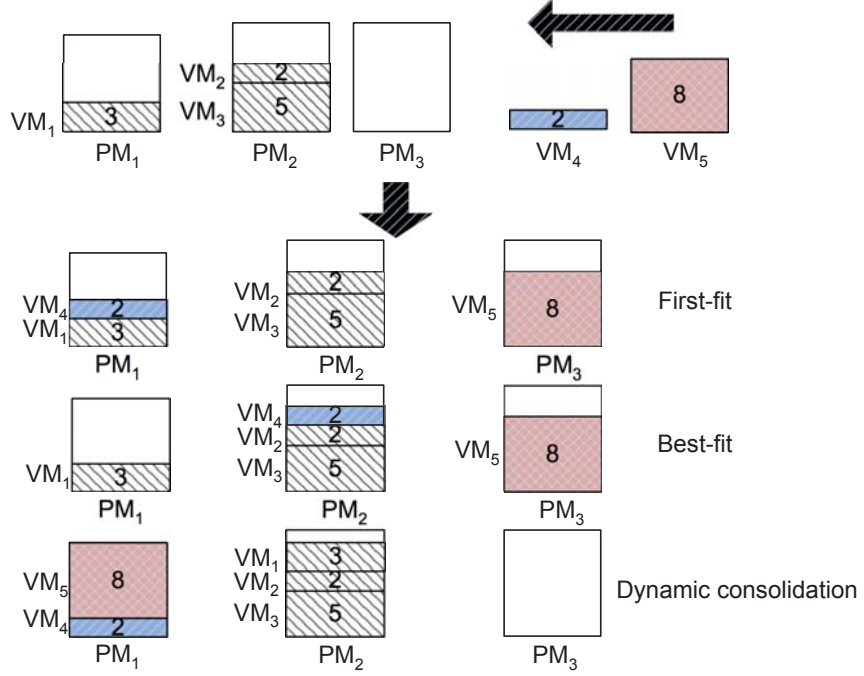 2
VM₂
8
5
3
VM₃
2
VM₁
PM₁
PM₂
PM₃
VM₄
VM₅
2
VM₄
2
VM₂
VM₅
8
First-fit
VM₁
3
VM₃
5
PM₁
PM₂
PM₃
VM₄
2
VM₂
2
VM₅
8
Best-fit
VM₁
3
VM₃
5
PM₁
PM₂
PM₃
VM₁
3
VM₅
8
VM₂
2
Dynamic consolidation
VM₄
2
VM₃
5
PM₁
PM₂
PM₃